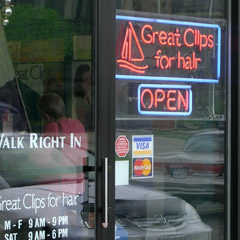 Great Clips
for hair
OPEN
WALK RIGHT IN
VISA
MasterCard
Great Clips for hair
M - F 9 AM - 9 PM
SAT 9 AM - 6 PM